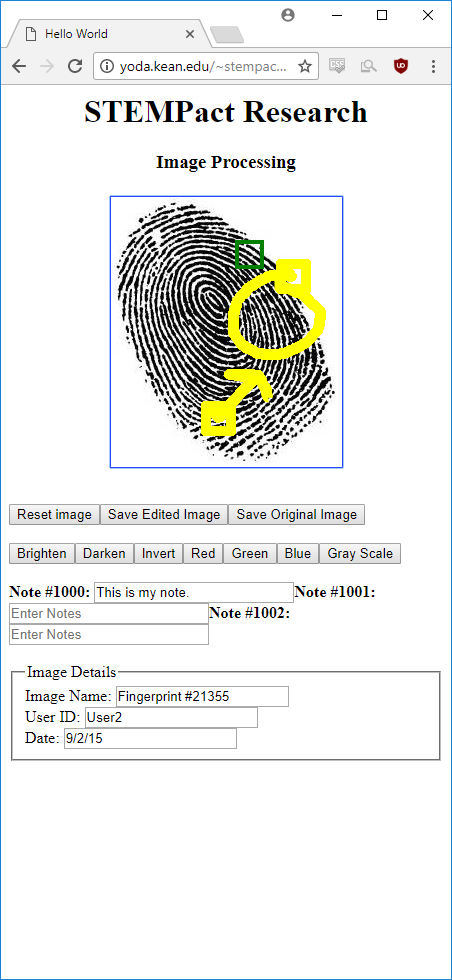 Hello World
yoda.kean.edu/~stempac...
STEMPact Research
Image Processing
Reset image Save Edited Image Save Original Image
Brighten Darken Invert Red Green Blue Gray Scale
Note #1000: This is my note. Note #1001:
Enter Notes Note #1002:
Enter Notes
Image Details
Image Name: Fingerprint #21355
User ID: User2
Date: 9/2/15